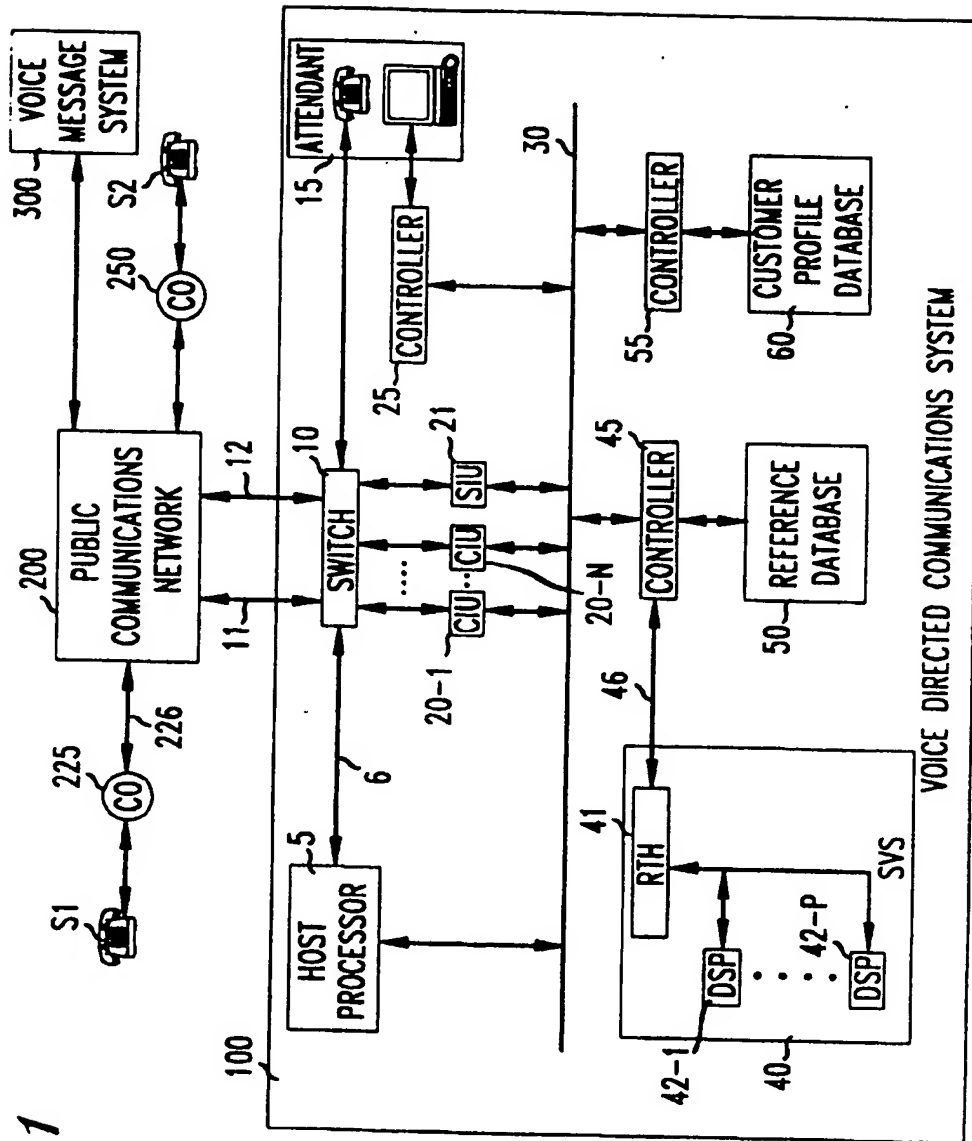 1
VOICE MESSAGE SYSTEM
300
S2
250
CO
PUBLIC COMMUNICATIONS NETWORK
200
226
225
CO
S1
11
12
100
HOST PROCESSOR
5
6
SWITCH
10
ATTENDANT
15
CONTROLLER
25
CIU
20-1
CIU
20-N
SIU
21
30
RTH
41
46
SVS
DSP
42-1
DSP
42-P
40
CONTROLLER
45
REFERENCE DATABASE
50
CONTROLLER
55
CUSTOMER PROFILE DATABASE
60
VOICE DIRECTED COMMUNICATIONS SYSTEM